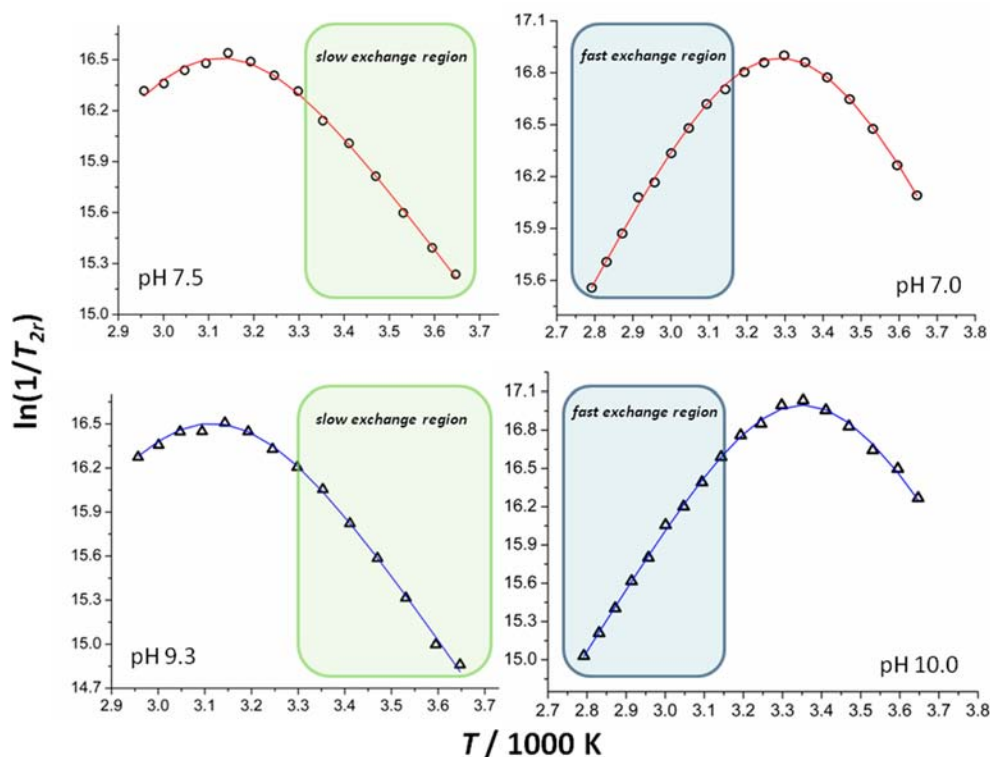 16.5
16.2
15.9
15.6
15.3
15.0
2.9 3.0 3.1 3.2 3.3 3.4 3.5 3.6 3.7
slow exchange region
pH 7.5
17.1
16.8
16.5
16.2
15.9
15.6
2.7 2.8 2.9 3.0 3.1 3.2 3.3 3.4 3.5 3.6 3.7 3.8
fast exchange region
pH 7.0
ln(1/T2r)
16.5
16.2
15.9
15.6
15.3
15.0
14.7
2.9 3.0 3.1 3.2 3.3 3.4 3.5 3.6 3.7
slow exchange region
pH 9.3
17.1
16.8
16.5
16.2
15.9
15.6
15.3
15.0
2.7 2.8 2.9 3.0 3.1 3.2 3.3 3.4 3.5 3.6 3.7 3.8
fast exchange region
pH 10.0
T / 1000 K